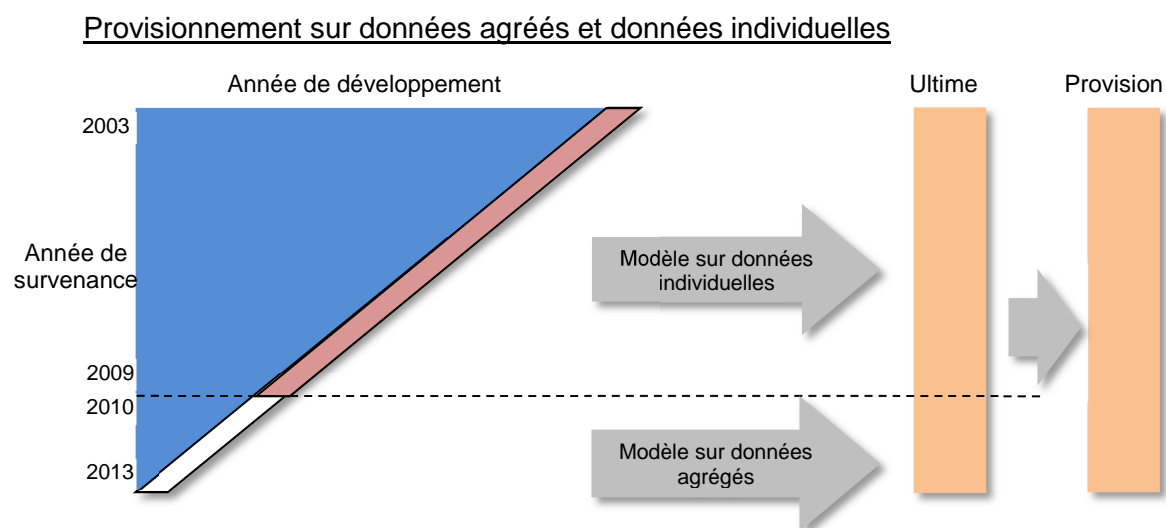 Provisionnement sur données agréés et données individuelles
Année de développement
Ultime
Provision
2003
Année de
survenance
Modèle sur données
individuelles
2009
2010
2013
Modèle sur données
agrégés